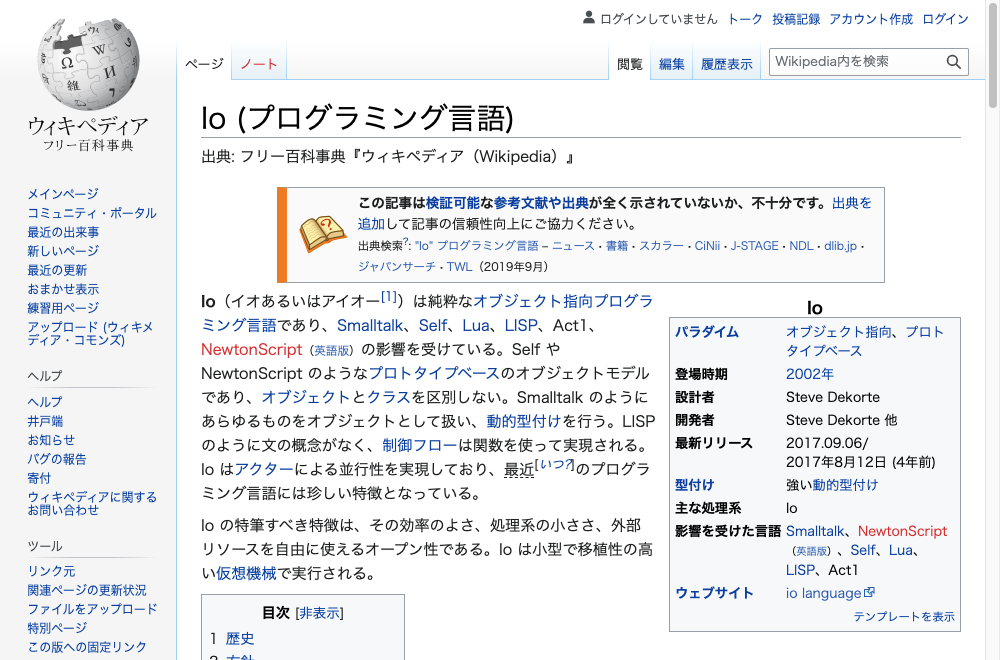 ログインしていません トーク 投稿記録 アカウント作成 ログイン
ページ ノート 閲覧 編集 履歴表示 Wikipedia内を検索
ウィキペディア
フリー百科事典
メインページ
コミュニティ・ポータル
最近の出来事
新しいページ
最近の更新
おまかせ表示
練習用ページ
アップロード (ウィキメ
ディア・コモンズ)
ヘルプ
ヘルプ
井戸端
お知らせ
バグの報告
寄付
ウィキペディアに関する
お問い合わせ
ツール
リンク元
関連ページの更新状況
ファイルをアップロード
特別ページ
この版への固定リンク
Io (プログラミング言語)
出典: フリー百科事典『ウィキペディア（Wikipedia）』
この記事は検証可能な参考文献や出典が全く示されていないか、不十分です。出典を
追加して記事の信頼性向上にご協力ください。
出典検索?: "Io" プログラミング言語 – ニュース · 書籍 · スカラー · CiNii · J-STAGE · NDL · dlib.jp ·
ジャパンサーチ · TWL（2019年9月）
Io（イオあるいはアイオー[1]）は純粋なオブジェクト指向プログラ
ミング言語であり、Smalltalk、Self、Lua、LISP、Act1、
NewtonScript（英語版）の影響を受けている。Self や
NewtonScript のようなプロトタイプベースのオブジェクトモデル
であり、オブジェクトとクラスを区別しない。Smalltalk のように
あらゆるものをオブジェクトとして扱い、動的型付けを行う。LISP
のように文の概念がなく、制御フローは関数を使って実現される。
Io はアクターによる並行性を実現しており、最近[いつ?]のプログラ
ミング言語には珍しい特徴となっている。
Io の特筆すべき特徴は、その効率のよさ、処理系の小ささ、外部
リソースを自由に使えるオープン性である。Io は小型で移植性の高
い仮想機械で実行される。
目次 [非表示]
1 歴史
2 方針
Io
パラダイム オブジェクト指向、プロト
タイプベース
登場時期 2002年
設計者 Steve Dekorte
開発者 Steve Dekorte 他
最新リリース 2017.09.06/
2017年8月12日 (4年前)
型付け 強い動的型付け
主な処理系 Io
影響を受けた言語 Smalltalk、NewtonScript
（英語版）、Self、Lua、
LISP、Act1
ウェブサイト io language
テンプレートを表示